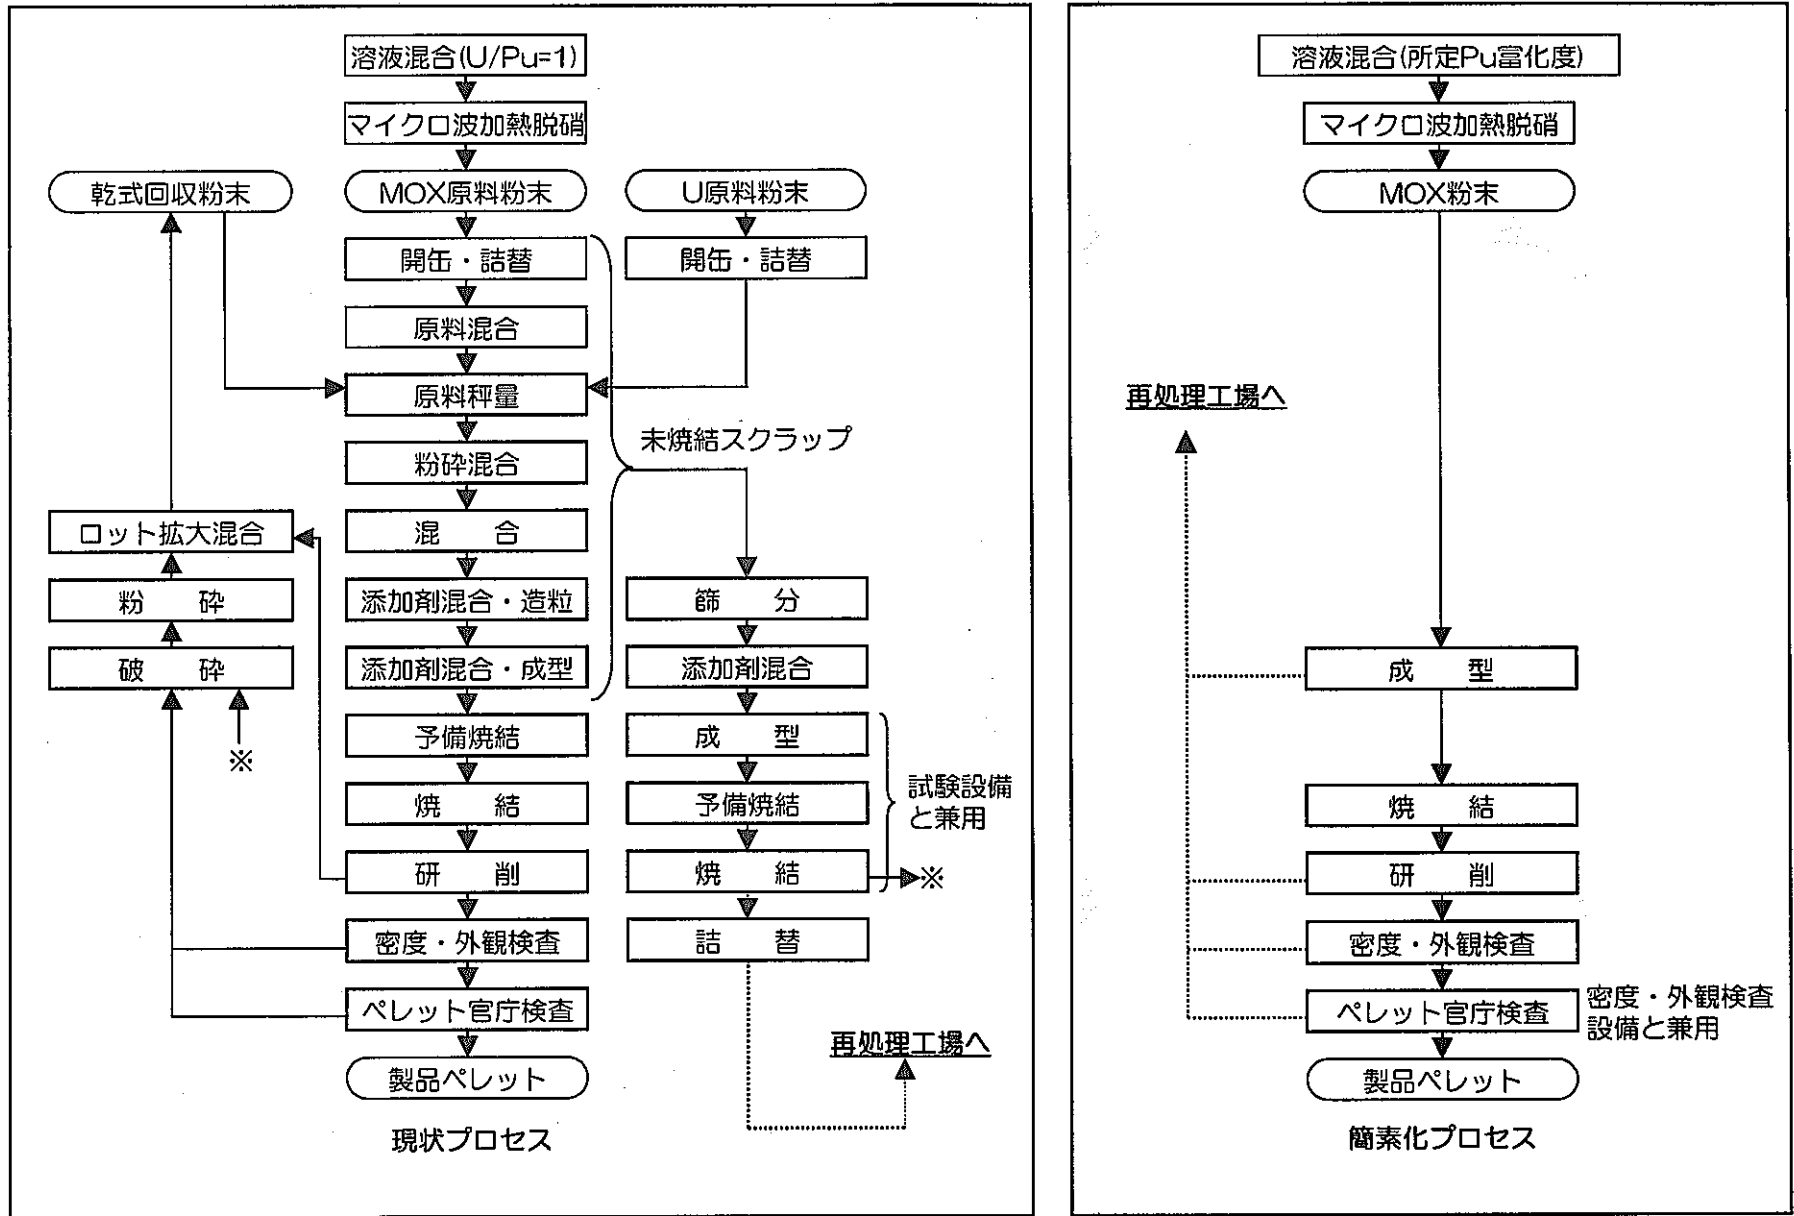 溶液混合(U/Pu=1)
マイクロ波加熱脱硝
乾式回収粉末
MOX原料粉末
U原料粉末
開缶・詰替
開缶・詰替
原料混合
原料秤量
未焼結スクラップ
粉砕混合
ロット拡大混合
混 合
粉 砕
添加剤混合・造粒
篩 分
破 砕
添加剤混合・成型
添加剤混合
※
予備焼結
成 型
試験設備
と兼用
焼 結
予備焼結
研 削
焼 結
※
密度・外観検査
詰 替
ペレット官庁検査
再処理工場へ
製品ペレット
現状プロセス
溶液混合(所定Pu富化度)
マイクロ波加熱脱硝
MOX粉末
再処理工場へ
成 型
焼 結
研 削
密度・外観検査
ペレット官庁検査
密度・外観検査
設備と兼用
製品ペレット
簡素化プロセス